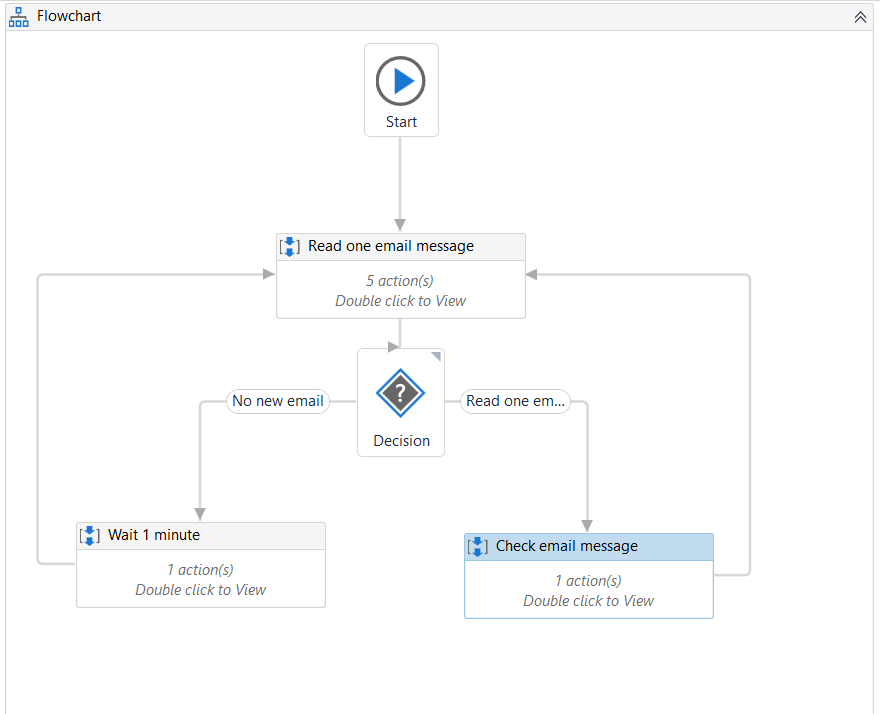 Flowchart
Start
Read one email message
5 action(s)
Double click to View
?
No new email
Read one em...
Decision
Wait 1 minute
1 action(s)
Double click to View
Check email message
1 action(s)
Double click to View